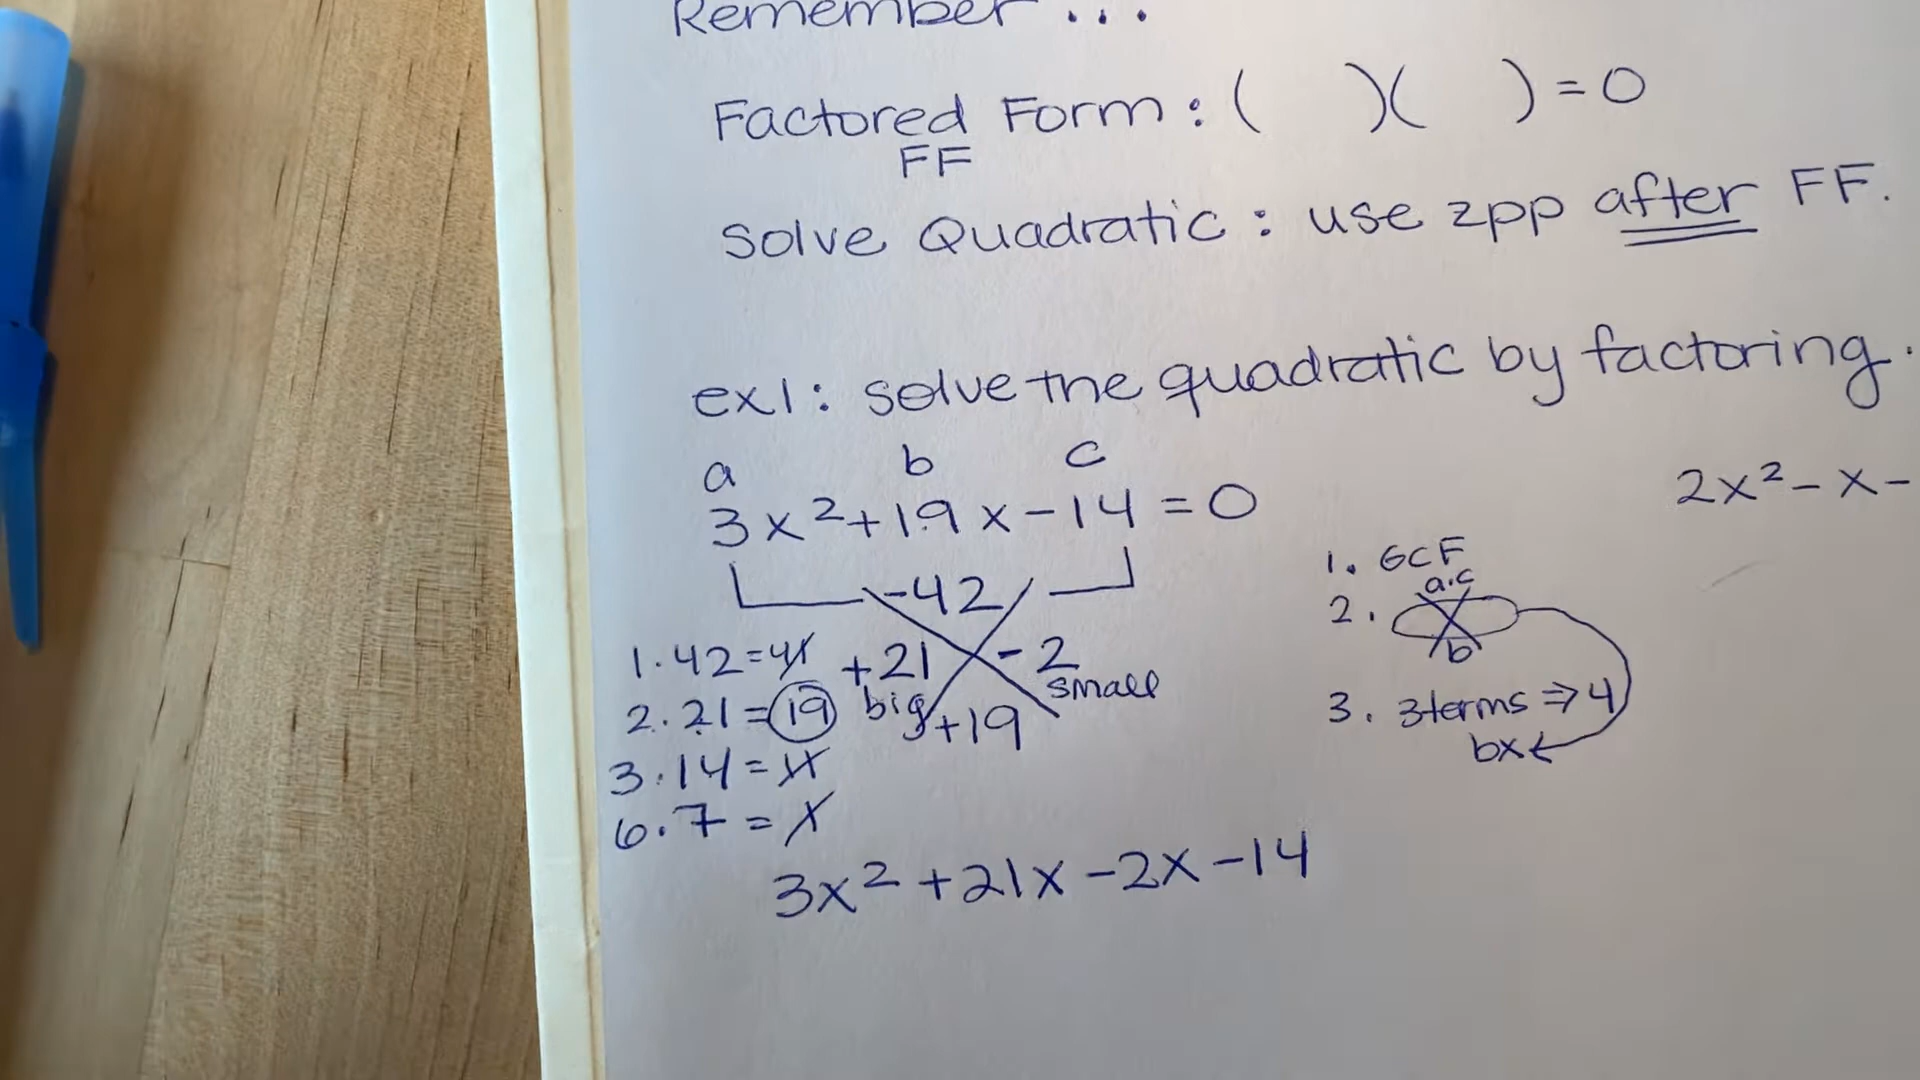 Remember...
Factored Form : (   )(   ) = 0
FF
Solve Quadratic : use zpp after FF.
ex1: solve the quadratic by factoring.
a b c
3x²+19x-14=0
2x²-x-
-42
1. GCF
a·c
2.
b
1·42=41
+21 -2
2·21=19
big small
+19
3·14=11
6·7=1
3. 3terms ⇒ 4
bx←
3x²+21x-2x-14